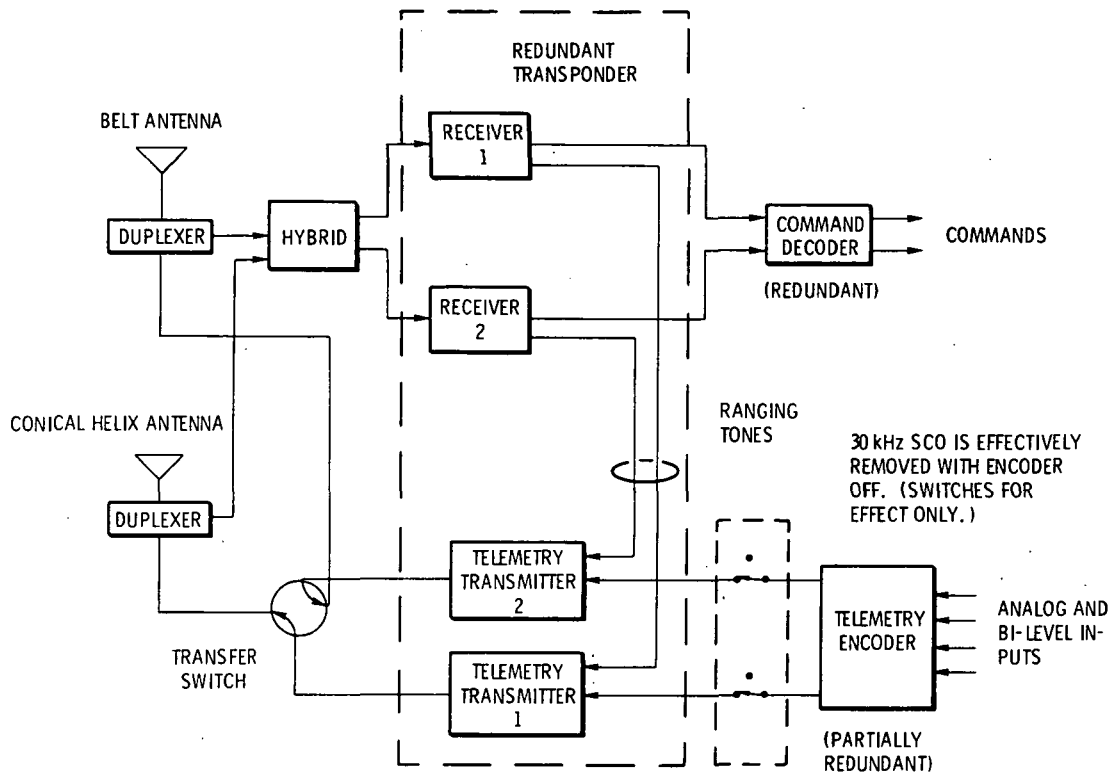 REDUNDANT
TRANSPONDER
BELT ANTENNA
RECEIVER
1
DUPLEXER
HYBRID
COMMAND
DECODER
COMMANDS
(REDUNDANT)
RECEIVER
2
CONICAL HELIX ANTENNA
RANGING
TONES
30 kHz SCO IS EFFECTIVELY
REMOVED WITH ENCODER
OFF. (SWITCHES FOR
EFFECT ONLY.)
DUPLEXER
TELEMETRY
TRANSMITTER
2
TELEMETRY
ENCODER
ANALOG AND
BI-LEVEL IN-
PUTS
TRANSFER
SWITCH
TELEMETRY
TRANSMITTER
1
(PARTIALLY
REDUNDANT)